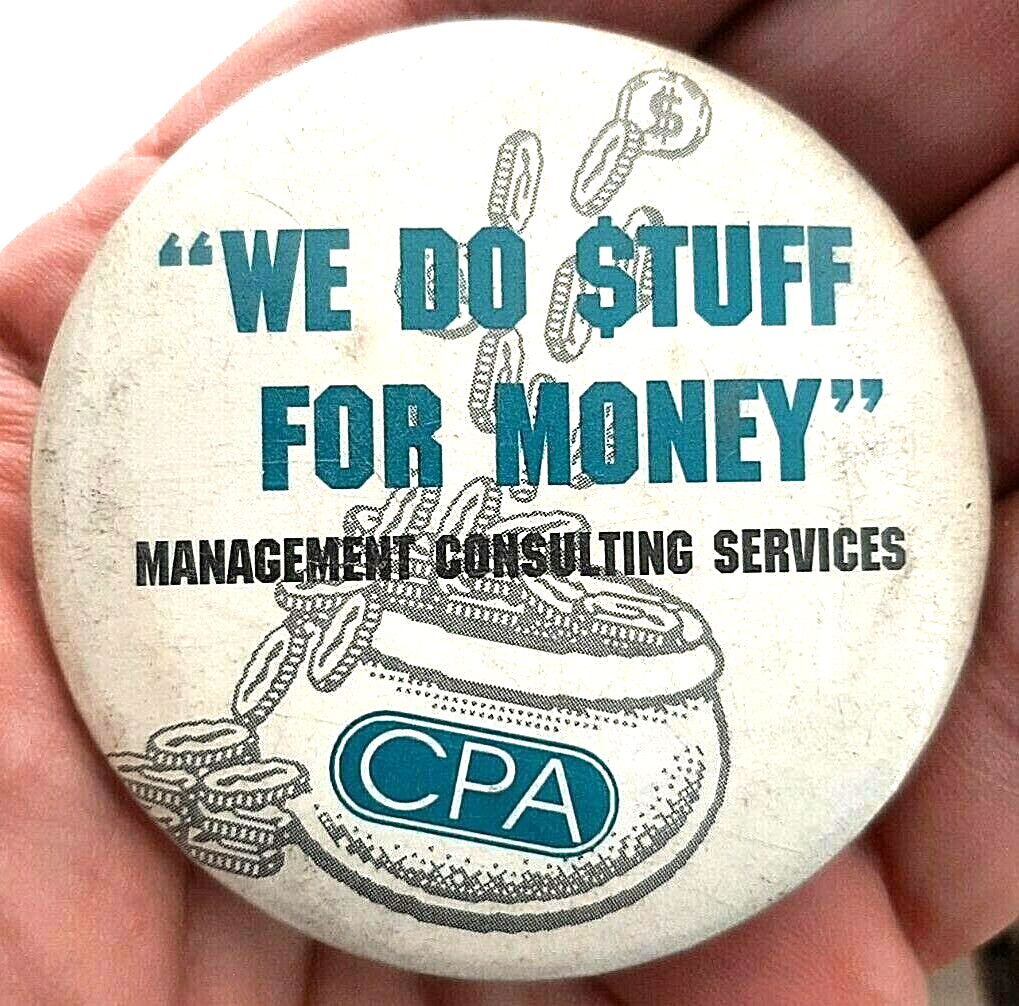 $
“WE DO $TUFF
FOR MONEY”
MANAGEMENT CONSULTING SERVICES
CPA